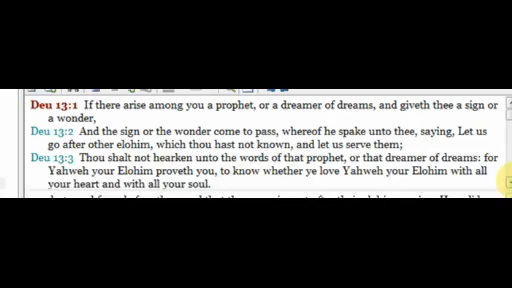 Deu 13:1 If there arise among you a prophet, or a dreamer of dreams, and giveth thee a sign or
a wonder,
Deu 13:2 And the sign or the wonder come to pass, whereof he spake unto thee, saying, Let us
go after other elohim, which thou hast not known, and let us serve them;
Deu 13:3 Thou shalt not hearken unto the words of that prophet, or that dreamer of dreams: for
Yahweh your Elohim proveth you, to know whether ye love Yahweh your Elohim with all
your heart and with all your soul.